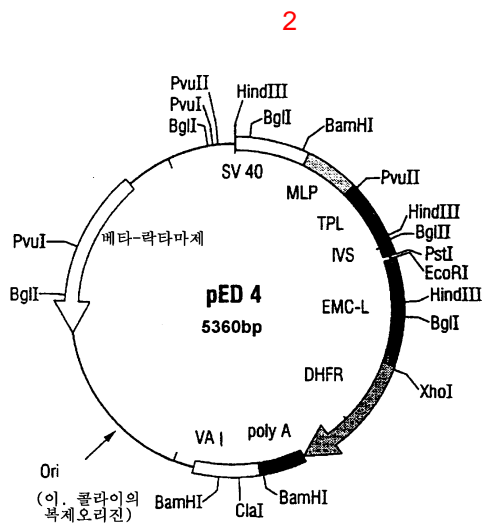 2
PvuII
PvuI
BglI
HindIII
BglI
BamHI
SV 40
MLP
PvuII
TPL
HindIII
BglII
IVS
PstI
EcoRI
PvuI
베타-락타마제
BglI
pED 4
5360bp
EMC-L
HindIII
BglI
DHFR
XhoI
VA I
poly A
Ori
(이. 콜라이의
복제오리진)
BamHI
ClaI
BamHI